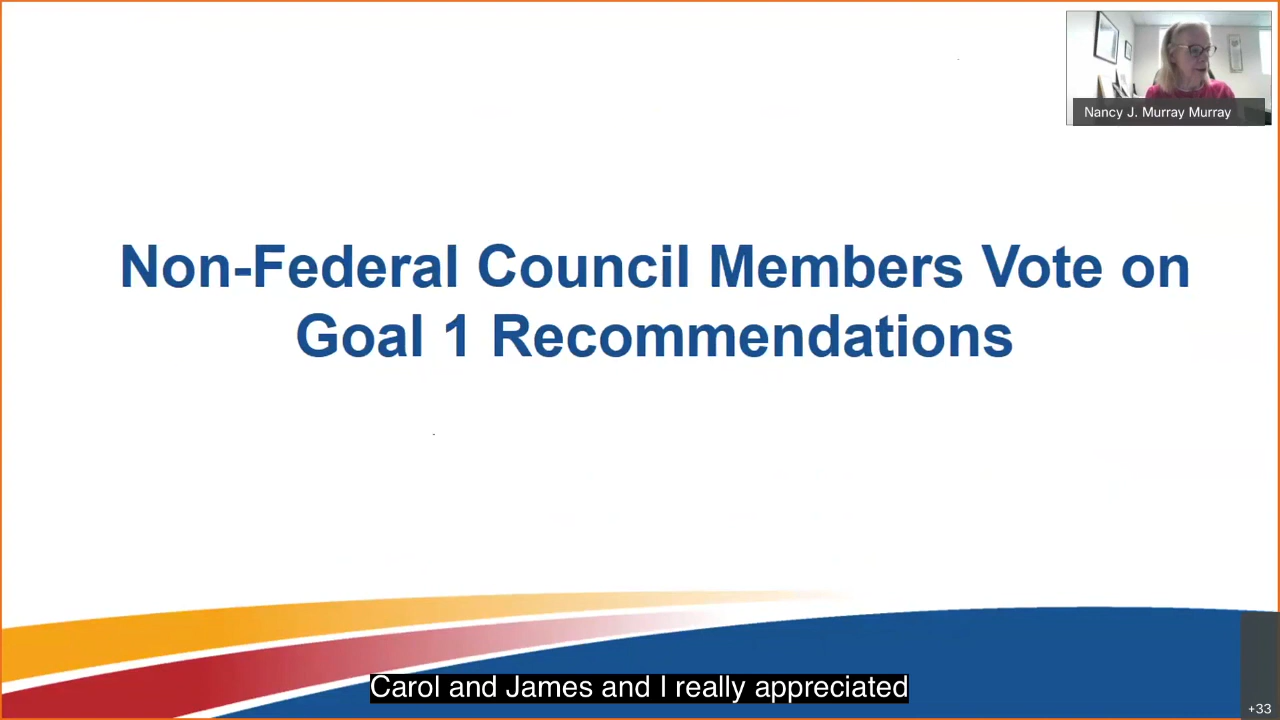 Nancy J. Murray Murray
Non-Federal Council Members Vote on
Goal 1 Recommendations
Carol and James and I really appreciated
+33